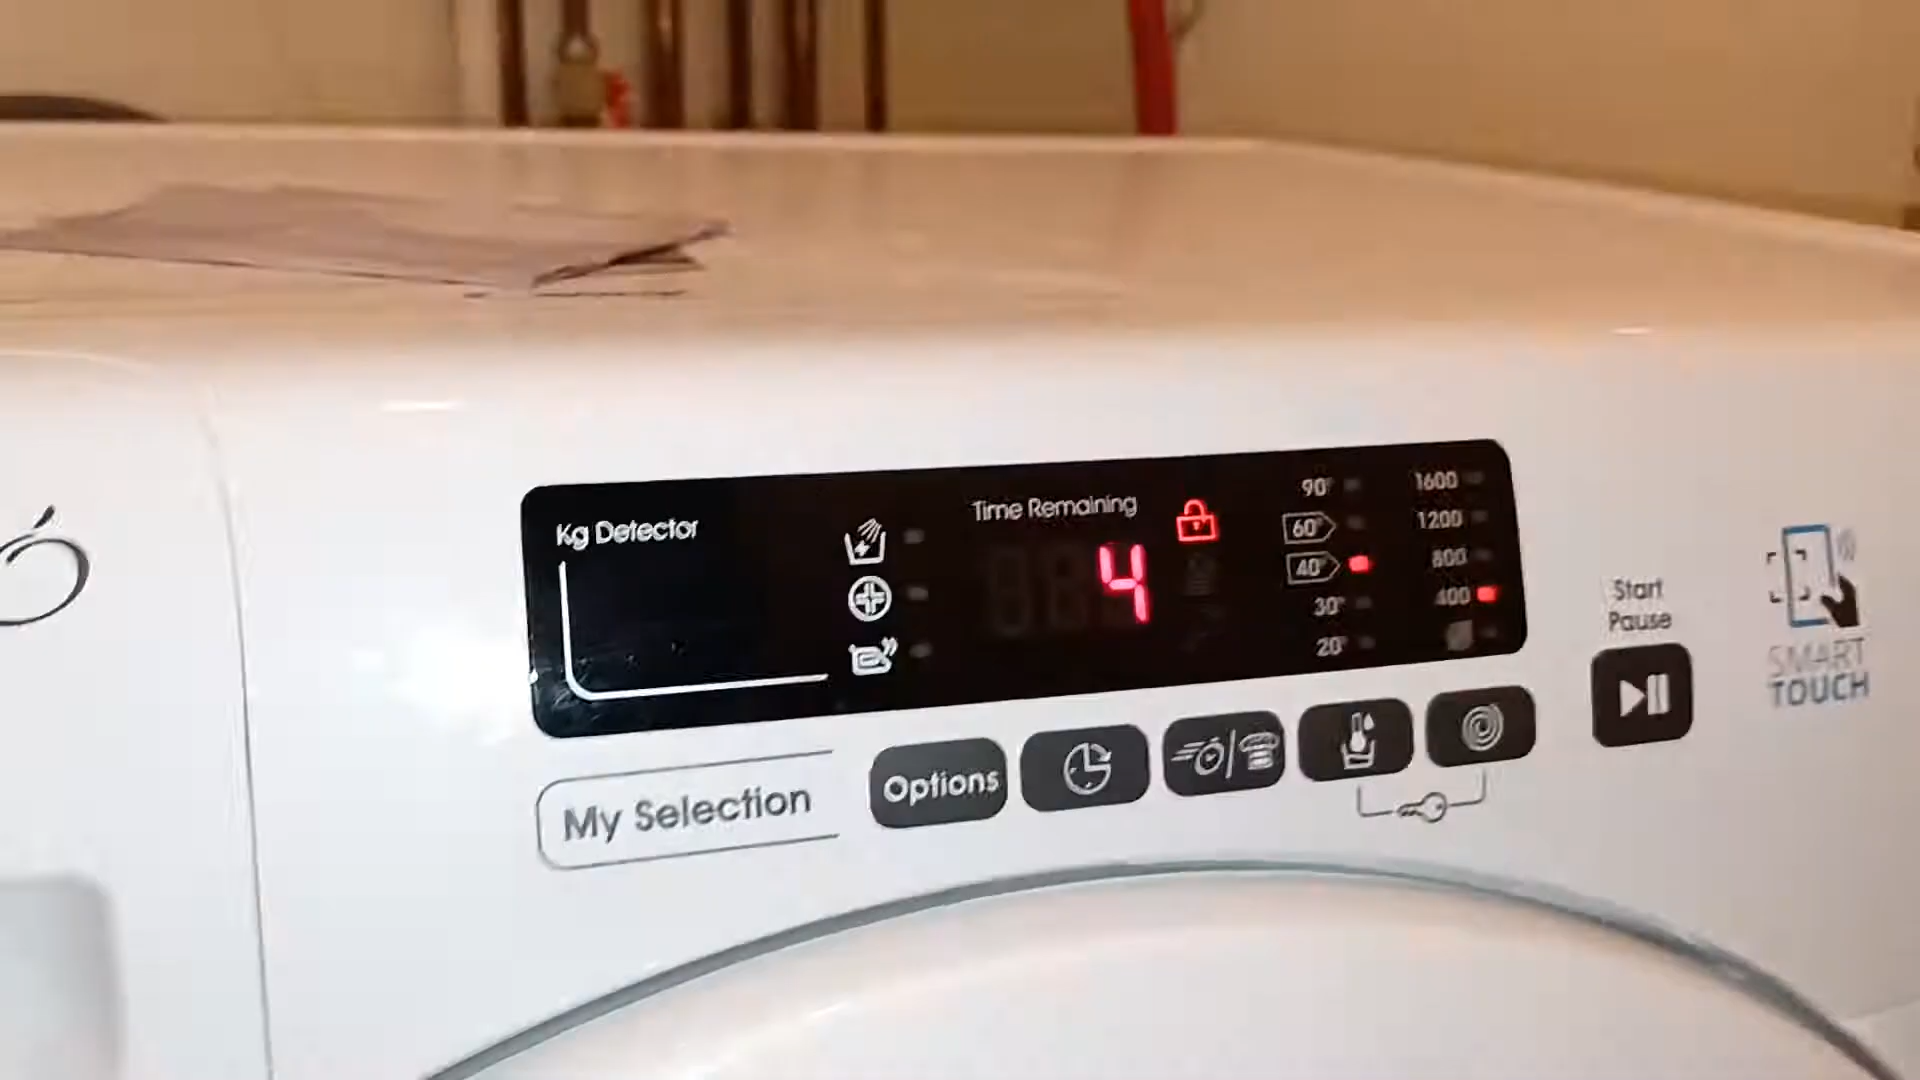 Kg Detector
Time Remaining
4
90°
60°
40°
30°
20°
1600
1200
800
400
Start
Pause
SMART
TOUCH
My Selection
Options